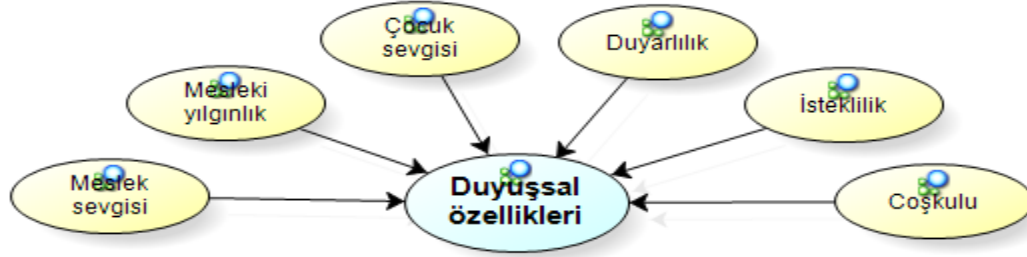 Çocuk
sevgisi
Duyarlılık
Mesleki
yılgınlık
İsteklilik
Meslek
sevgisi
Duyuşsal
özellikleri
Coşkulu